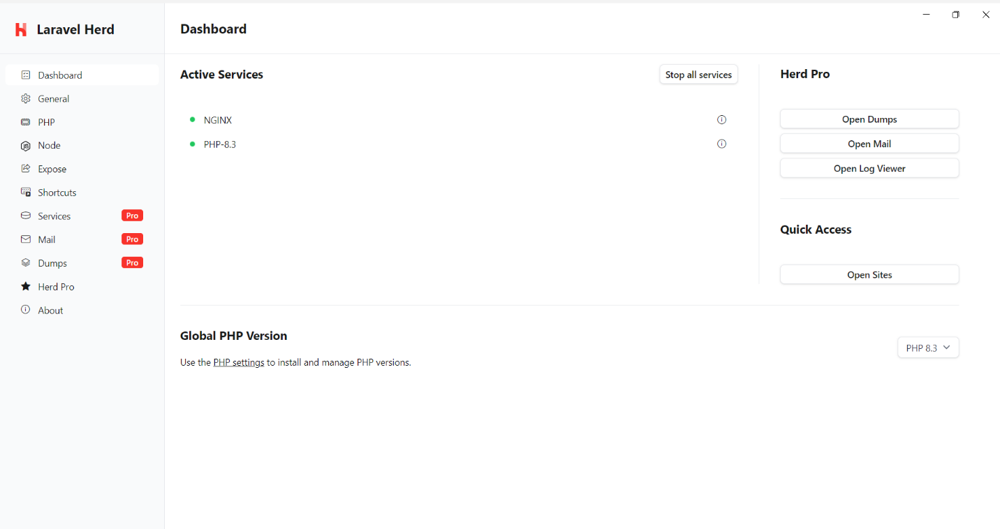 Laravel Herd
Dashboard
General
PHP
Node
Expose
Shortcuts
Services Pro
Mail Pro
Dumps Pro
Herd Pro
About
Dashboard
Active Services
Stop all services
NGINX
PHP-8.3
Herd Pro
Open Dumps
Open Mail
Open Log Viewer
Quick Access
Open Sites
Global PHP Version
Use the PHP settings to install and manage PHP versions.
PHP 8.3